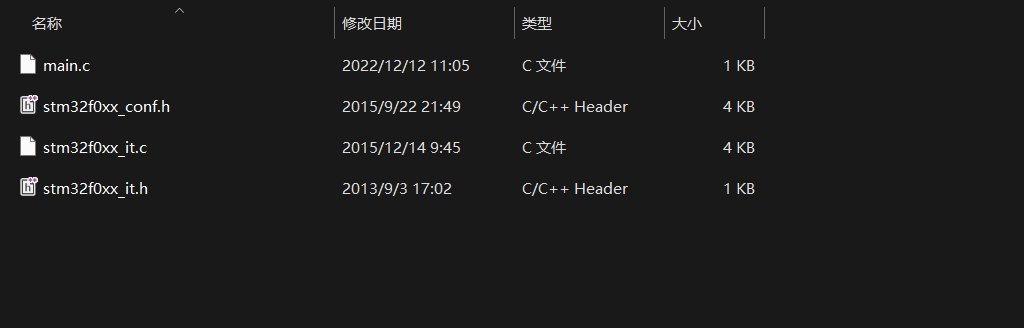 名称 修改日期 类型 大小
main.c 2022/12/12 11:05 C 文件 1 KB
stm32f0xx_conf.h 2015/9/22 21:49 C/C++ Header 4 KB
stm32f0xx_it.c 2015/12/14 9:45 C 文件 4 KB
stm32f0xx_it.h 2013/9/3 17:02 C/C++ Header 1 KB